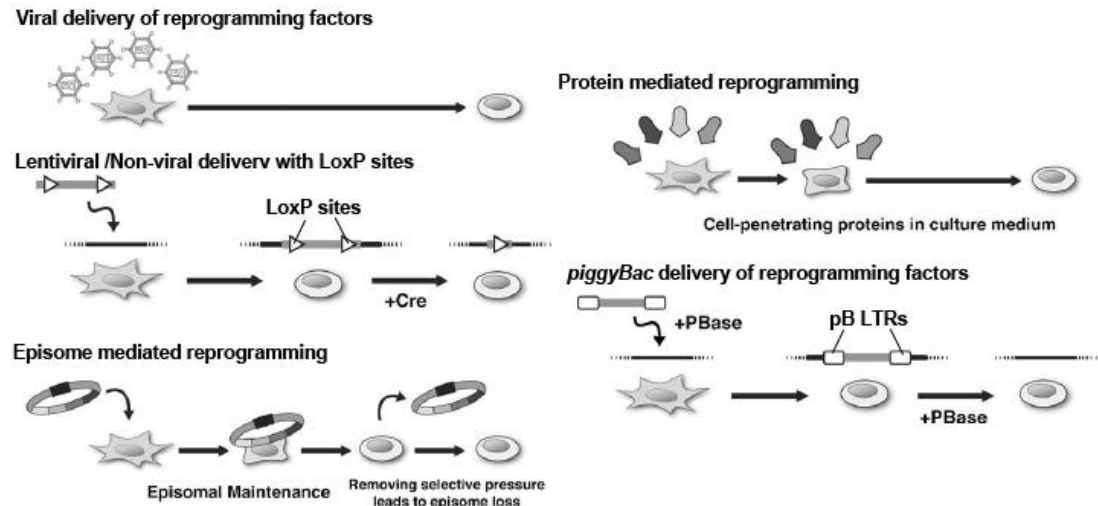 Viral delivery of reprogramming factors
Lentiviral /Non-viral deliverv with LoxP sites
LoxP sites
+Cre
Episome mediated reprogramming
Episomal Maintenance
Removing selective pressure
leads to episome loss
Protein mediated reprogramming
Cell-penetrating proteins in culture medium
piggyBac delivery of reprogramming factors
+PBase
pB LTRs
+PBase